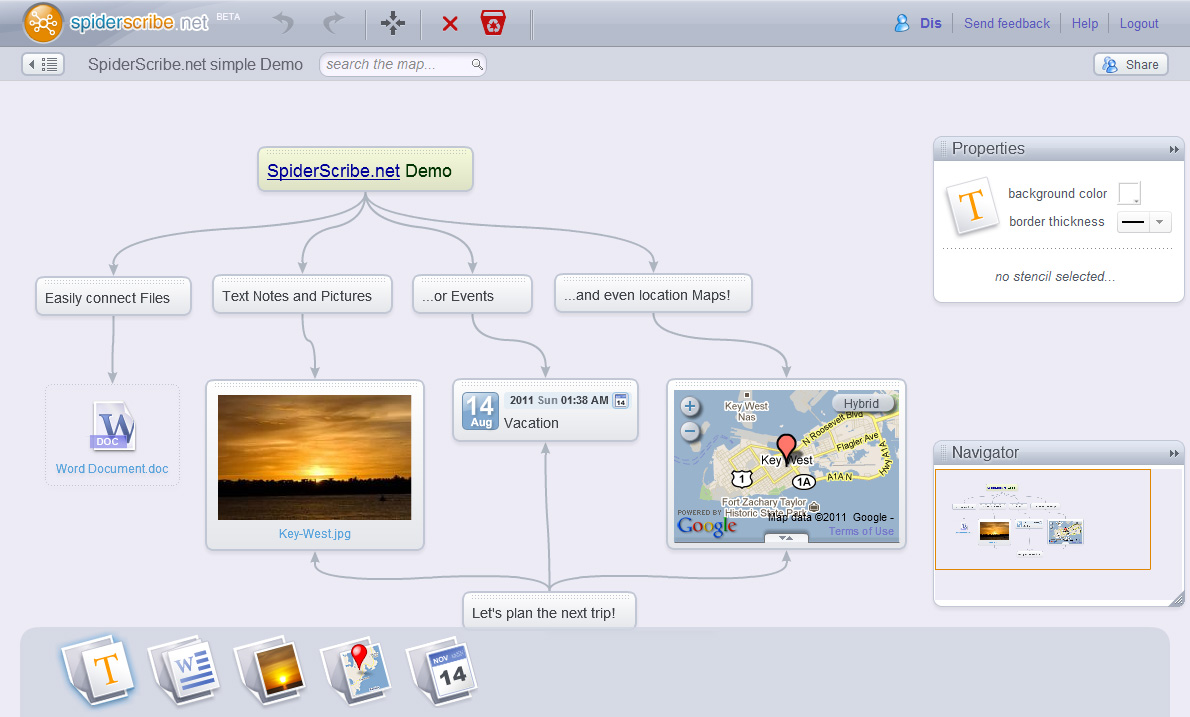 spiderscribe.net BETA
Dis
Send feedback
Help
Logout
SpiderScribe.net simple Demo
search the map...
Share
SpiderScribe.net Demo
Properties
T
background color
border thickness
no stencil selected...
Easily connect Files
Text Notes and Pictures
...or Events
...and even location Maps!
W
DOC
Word Document.doc
Key-West.jpg
14
Aug
2011 Sun 01:38 AM
14
Vacation
Key West
Nas
Hybrid
N Roosevelt Blvd
Flagler Ave
Hwy A1A
Key West
1
1A
A1A N
Fort Zachary Taylor
Historic State Park
POWERED BY
Google
Map data ©2011 Google -
Terms of Use
Navigator
Let's plan the next trip!
T
W
NOV
14